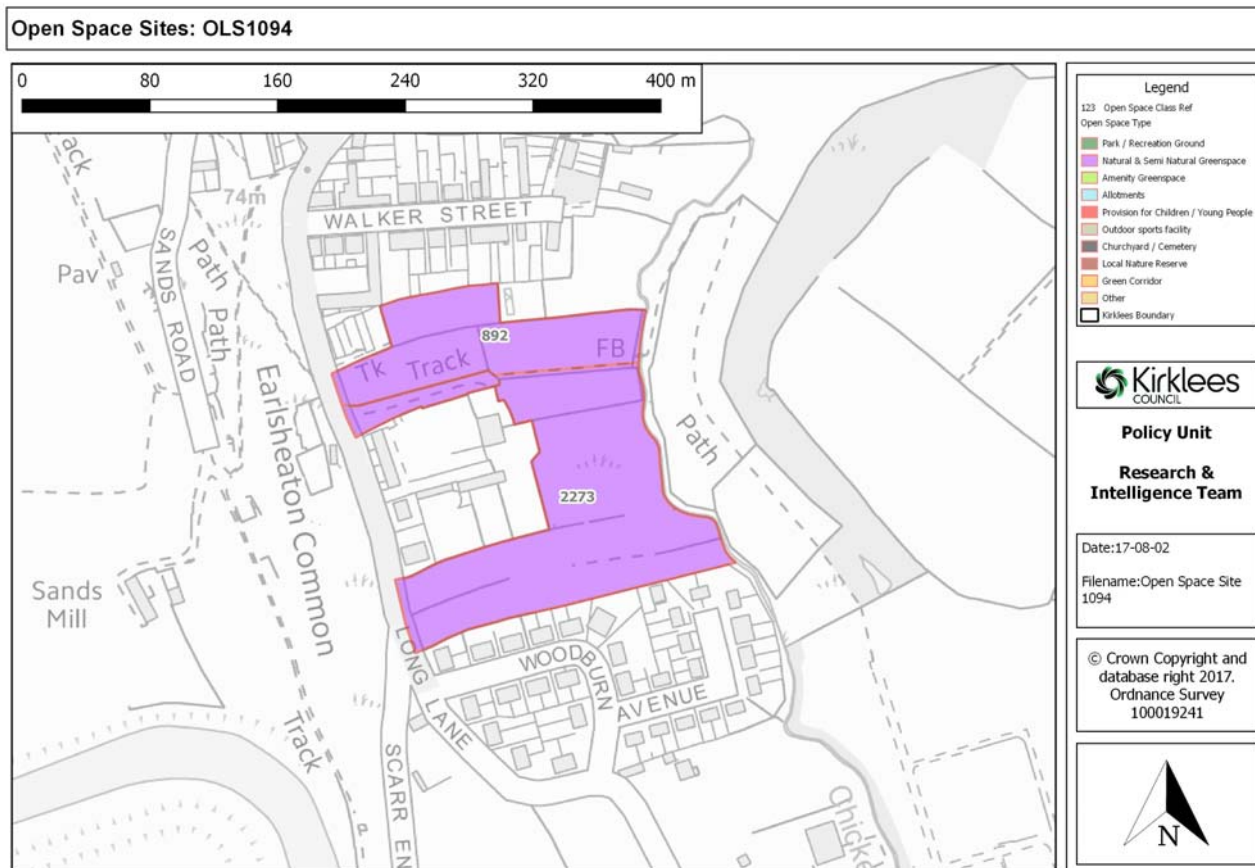 Open Space Sites: OLS1094
0 80 160 240 320 400 m
Track
74m
WALKER STREET
SANDS ROAD
Path
Path
Pav
Earlsheaton Common
892
Tk Track FB
Path
2273
Sands
Mill
LONG LANE
WOODBURN
AVENUE
Track
SCARR EN
Chicke
Legend
123 Open Space Class Ref
Open Space Type
Park / Recreation Ground
Natural & Semi Natural Greenspace
Amenity Greenspace
Allotments
Provision for Children / Young People
Outdoor sports facility
Churchyard / Cemetery
Local Nature Reserve
Green Corridor
Other
Kirklees Boundary
Kirklees
COUNCIL
Policy Unit
Research &
Intelligence Team
Date:17-08-02
Filename:Open Space Site
1094
© Crown Copyright and
database right 2017.
Ordnance Survey
100019241
N